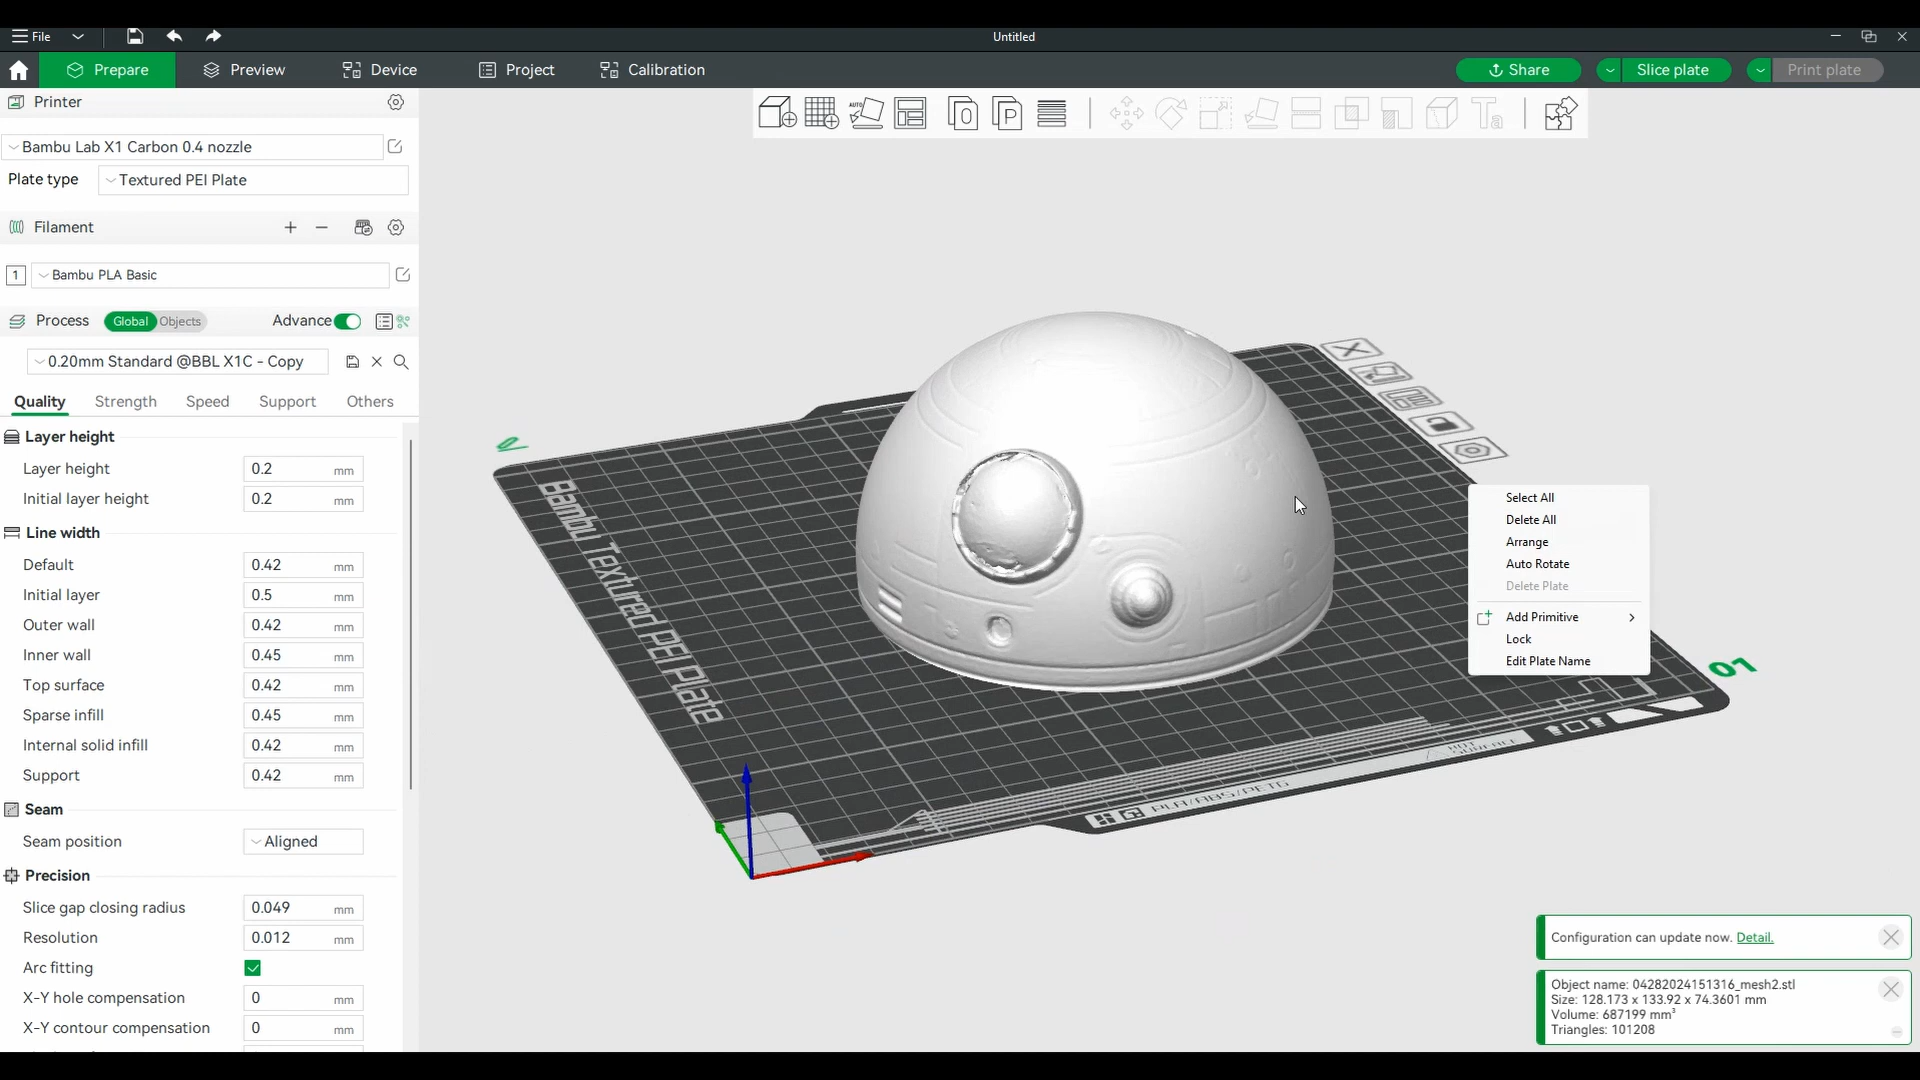 File
Untitled
Prepare
Preview
Device
Project
Calibration
Share
Slice plate
Print plate
Printer
Bambu Lab X1 Carbon 0.4 nozzle
Plate type
Textured PEI Plate
Filament
1
Bambu PLA Basic
Process
Global
Objects
Advance
0.20mm Standard @BBL X1C - Copy
Quality
Strength
Speed
Support
Others
Layer height
Layer height 0.2 mm
Initial layer height 0.2 mm
Line width
Default 0.42 mm
Initial layer 0.5 mm
Outer wall 0.42 mm
Inner wall 0.45 mm
Top surface 0.42 mm
Sparse infill 0.45 mm
Internal solid infill 0.42 mm
Support 0.42 mm
Seam
Seam position Aligned
Precision
Slice gap closing radius 0.049 mm
Resolution 0.012 mm
Arc fitting
X-Y hole compensation 0 mm
X-Y contour compensation 0 mm
AUTO
Bambu Textured PEI Plate
01
PLA/ABS/PETG
HOT SURFACE
Select All
Delete All
Arrange
Auto Rotate
Delete Plate
Add Primitive
Lock
Edit Plate Name
Configuration can update now. Detail.
Object name: 04282024151316_mesh2.stl
Size: 128.173 x 133.92 x 74.3601 mm
Volume: 687199 mm³
Triangles: 101208